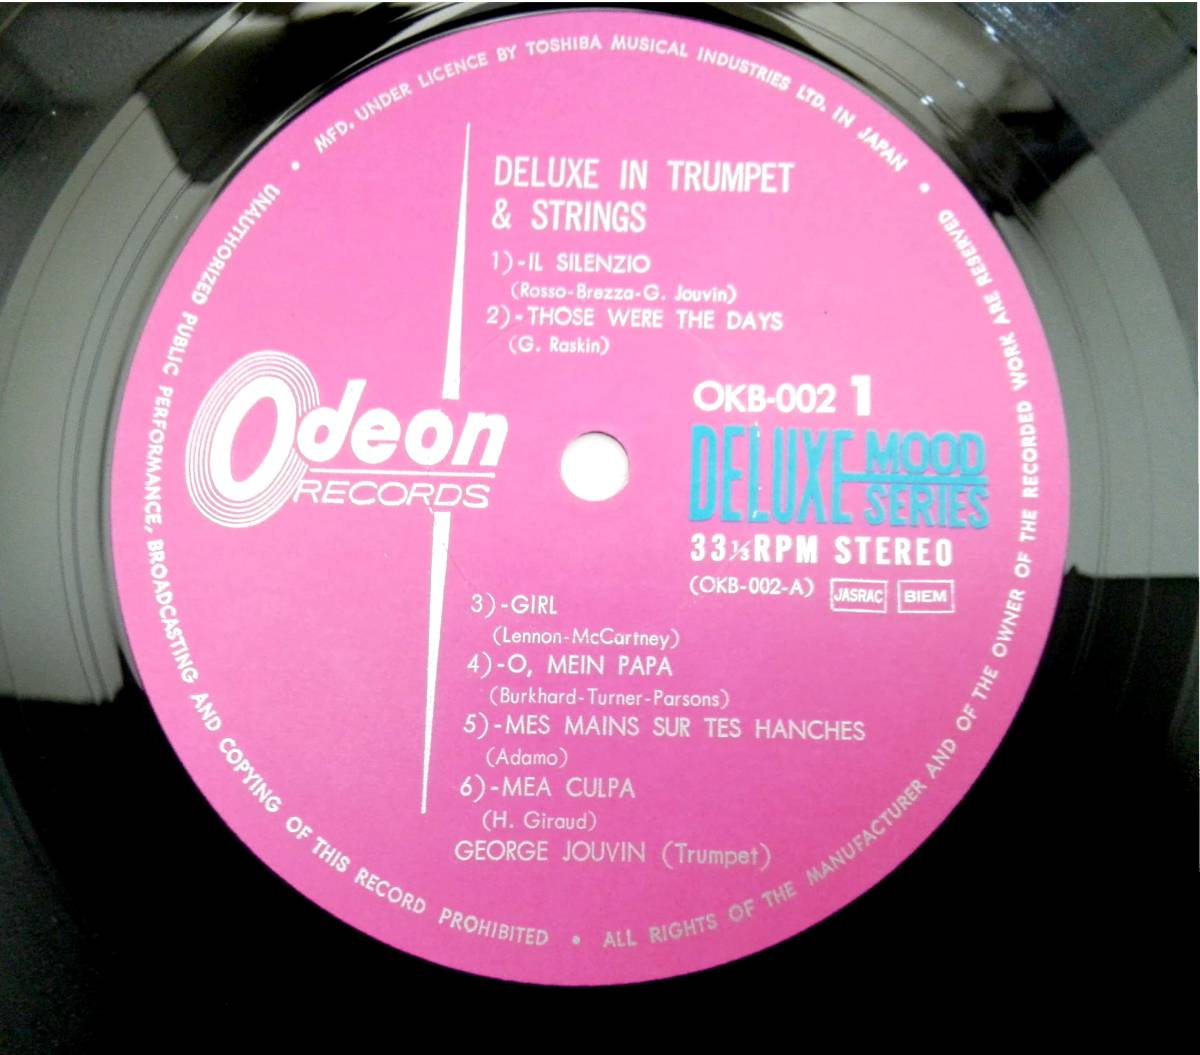 MFD. UNDER LICENCE BY TOSHIBA MUSICAL INDUSTRIES LTD. IN JAPAN •
DELUXE IN TRUMPET
& STRINGS
1)-IL SILENZIO
(Rosso-Brezza-G. Jouvin)
2)-THOSE WERE THE DAYS
(G. Raskin)
Odeon
RECORDS
OKB-002 1
DELUXE MOOD
SERIES
33⅓RPM STEREO
(OKB-002-A) JASRAC BIEM
3)-GIRL
(Lennon-McCartney)
4)-O, MEIN PAPA
(Burkhard-Turner-Parsons)
5)-MES MAINS SUR TES HANCHES
(Adamo)
6)-MEA CULPA
(H. Giraud)
GEORGE JOUVIN (Trumpet)
ALL RIGHTS OF THE MANUFACTURER AND OF THE OWNER OF THE RECORDED WORK ARE RESERVED •
UNAUTHORIZED PUBLIC PERFORMANCE, BROADCASTING AND COPYING OF THIS RECORD PROHIBITED •